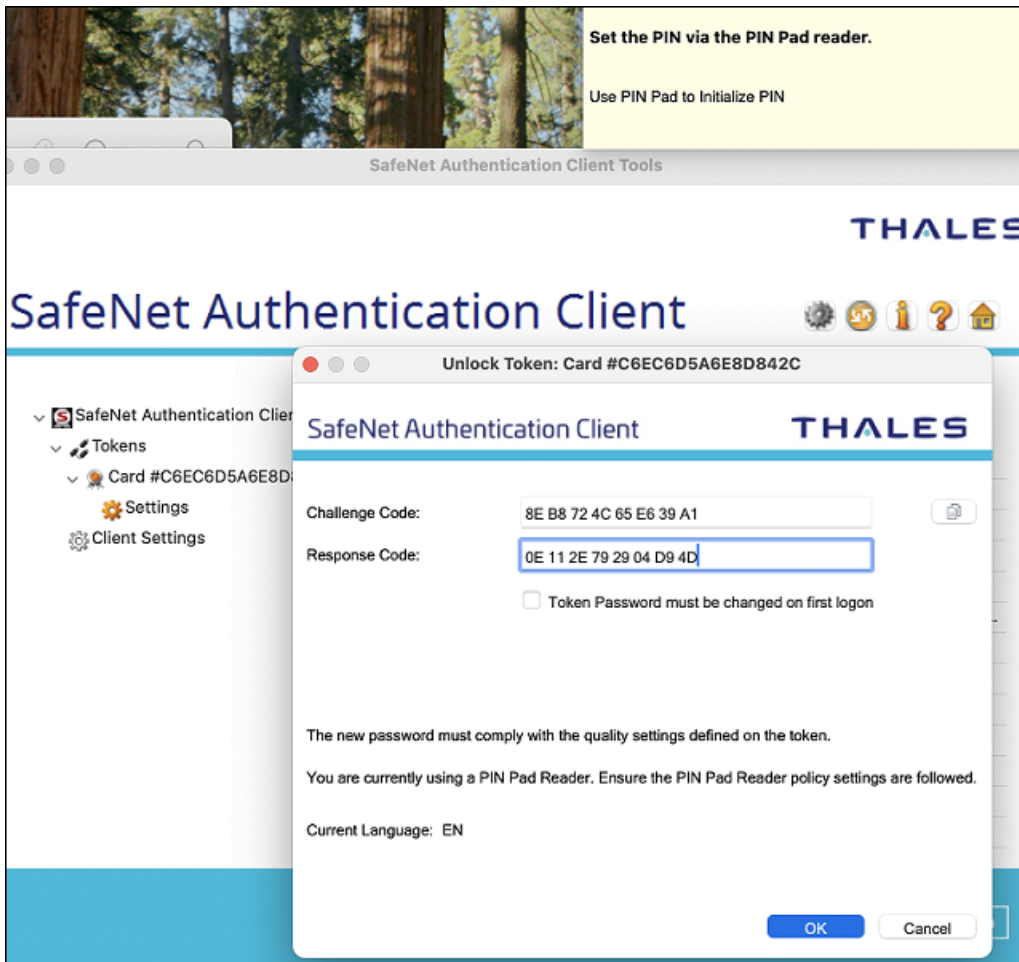 Set the PIN via the PIN Pad reader.
Use PIN Pad to Initialize PIN
SafeNet Authentication Client Tools
THALES
SafeNet Authentication Client
Unlock Token: Card #C6EC6D5A6E8D842C
SafeNet Authentication Clien
Tokens
Card #C6EC6D5A6E8D8
Settings
Client Settings
SafeNet Authentication Client
THALES
Challenge Code:
8E B8 72 4C 65 E6 39 A1
Response Code:
0E 11 2E 79 29 04 D9 4D
Token Password must be changed on first logon
The new password must comply with the quality settings defined on the token.
You are currently using a PIN Pad Reader. Ensure the PIN Pad Reader policy settings are followed.
Current Language: EN
OK
Cancel